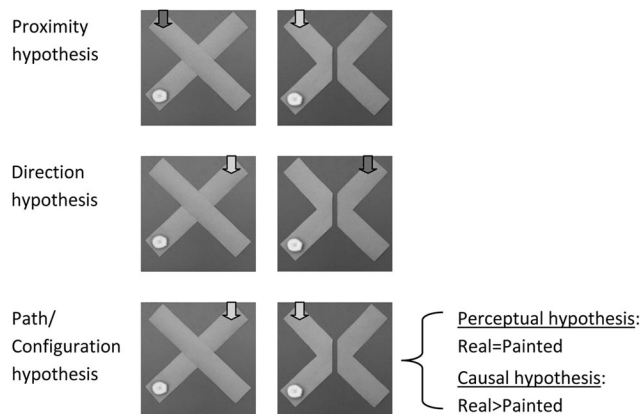 Proximity
hypothesis
Direction
hypothesis
Path/
Configuration
hypothesis
Perceptual hypothesis:
Real=Painted
Causal hypothesis:
Real>Painted